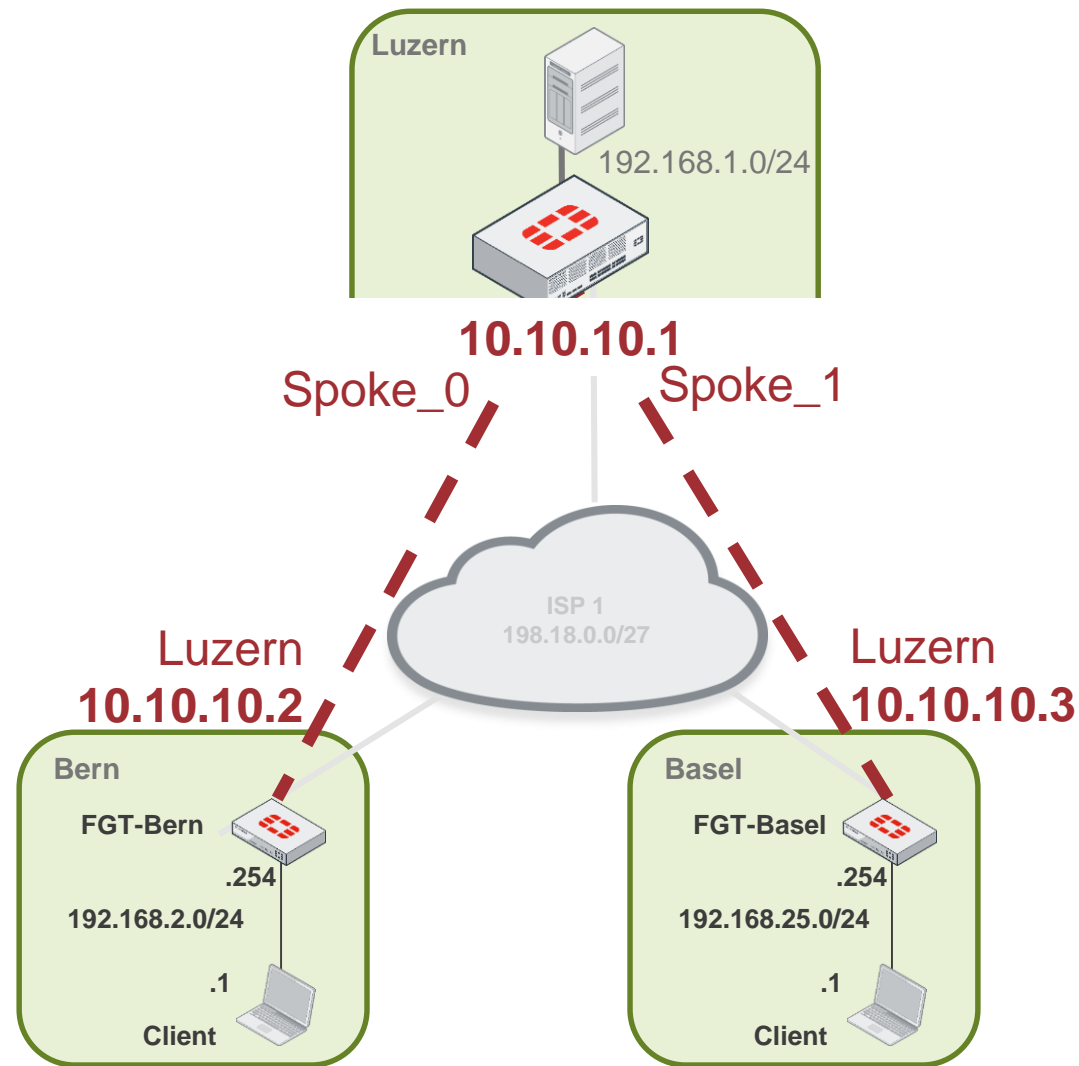 Luzern
192.168.1.0/24
10.10.10.1
Spoke_0
Spoke_1
ISP 1
198.18.0.0/27
Luzern
10.10.10.2
Luzern
10.10.10.3
Bern
FGT-Bern
.254
192.168.2.0/24
.1
Client
Basel
FGT-Basel
.254
192.168.25.0/24
.1
Client